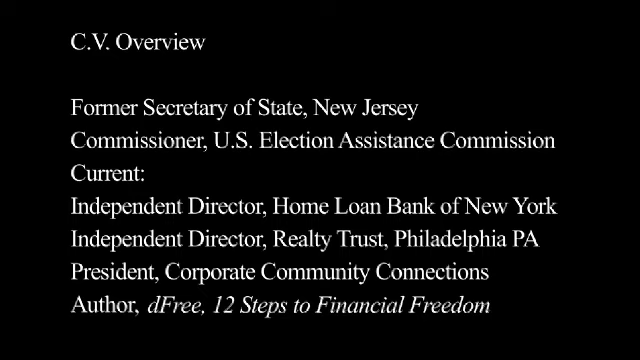 C.V. Overview
Former Secretary of State, New Jersey
Commissioner, U.S. Election Assistance Commission
Current:
Independent Director, Home Loan Bank of New York
Independent Director, Realty Trust, Philadelphia PA
President, Corporate Community Connections
Author, dFree, 12 Steps to Financial Freedom